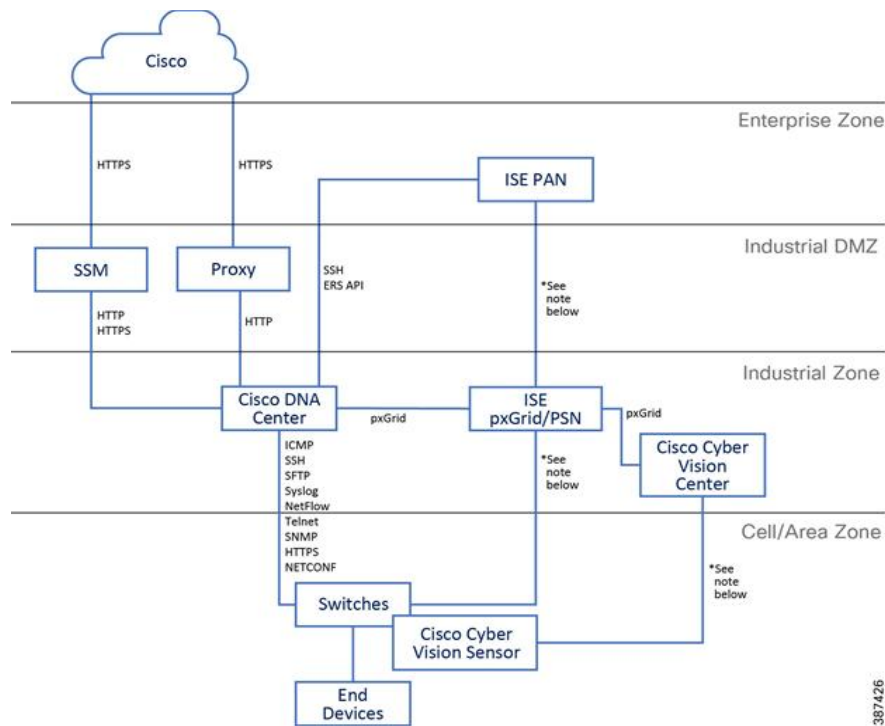 Cisco
Enterprise Zone
HTTPS
HTTPS
ISE PAN
Industrial DMZ
SSM
Proxy
SSH
ERS API
*See
note
below
HTTP
HTTPS
HTTP
Industrial Zone
Cisco DNA
Center
pxGrid
ISE
pxGrid/PSN
pxGrid
Cisco Cyber
Vision
Center
ICMP
SSH
SFTP
Syslog
NetFlow
Telnet
SNMP
HTTPS
NETCONF
*See
note
below
Cell/Area Zone
*See
note
below
Switches
Cisco Cyber
Vision Sensor
End
Devices
387426